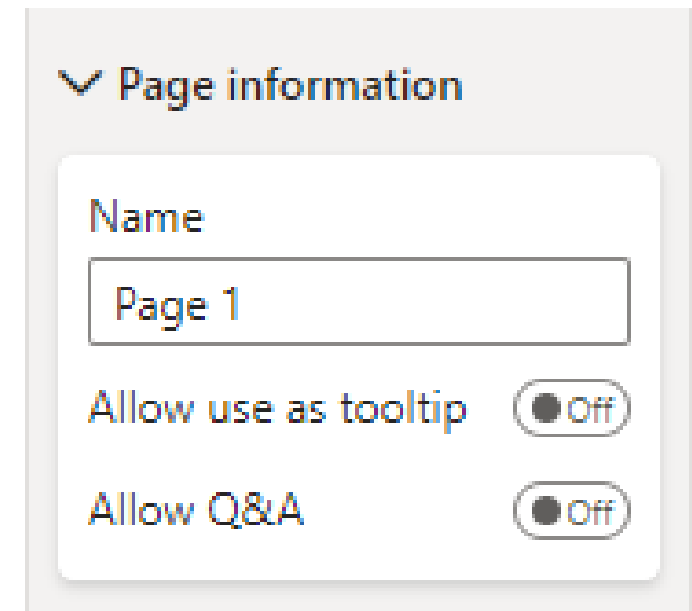 Page information
Name
Page 1
Allow use as tooltip Off
Allow Q&A Off